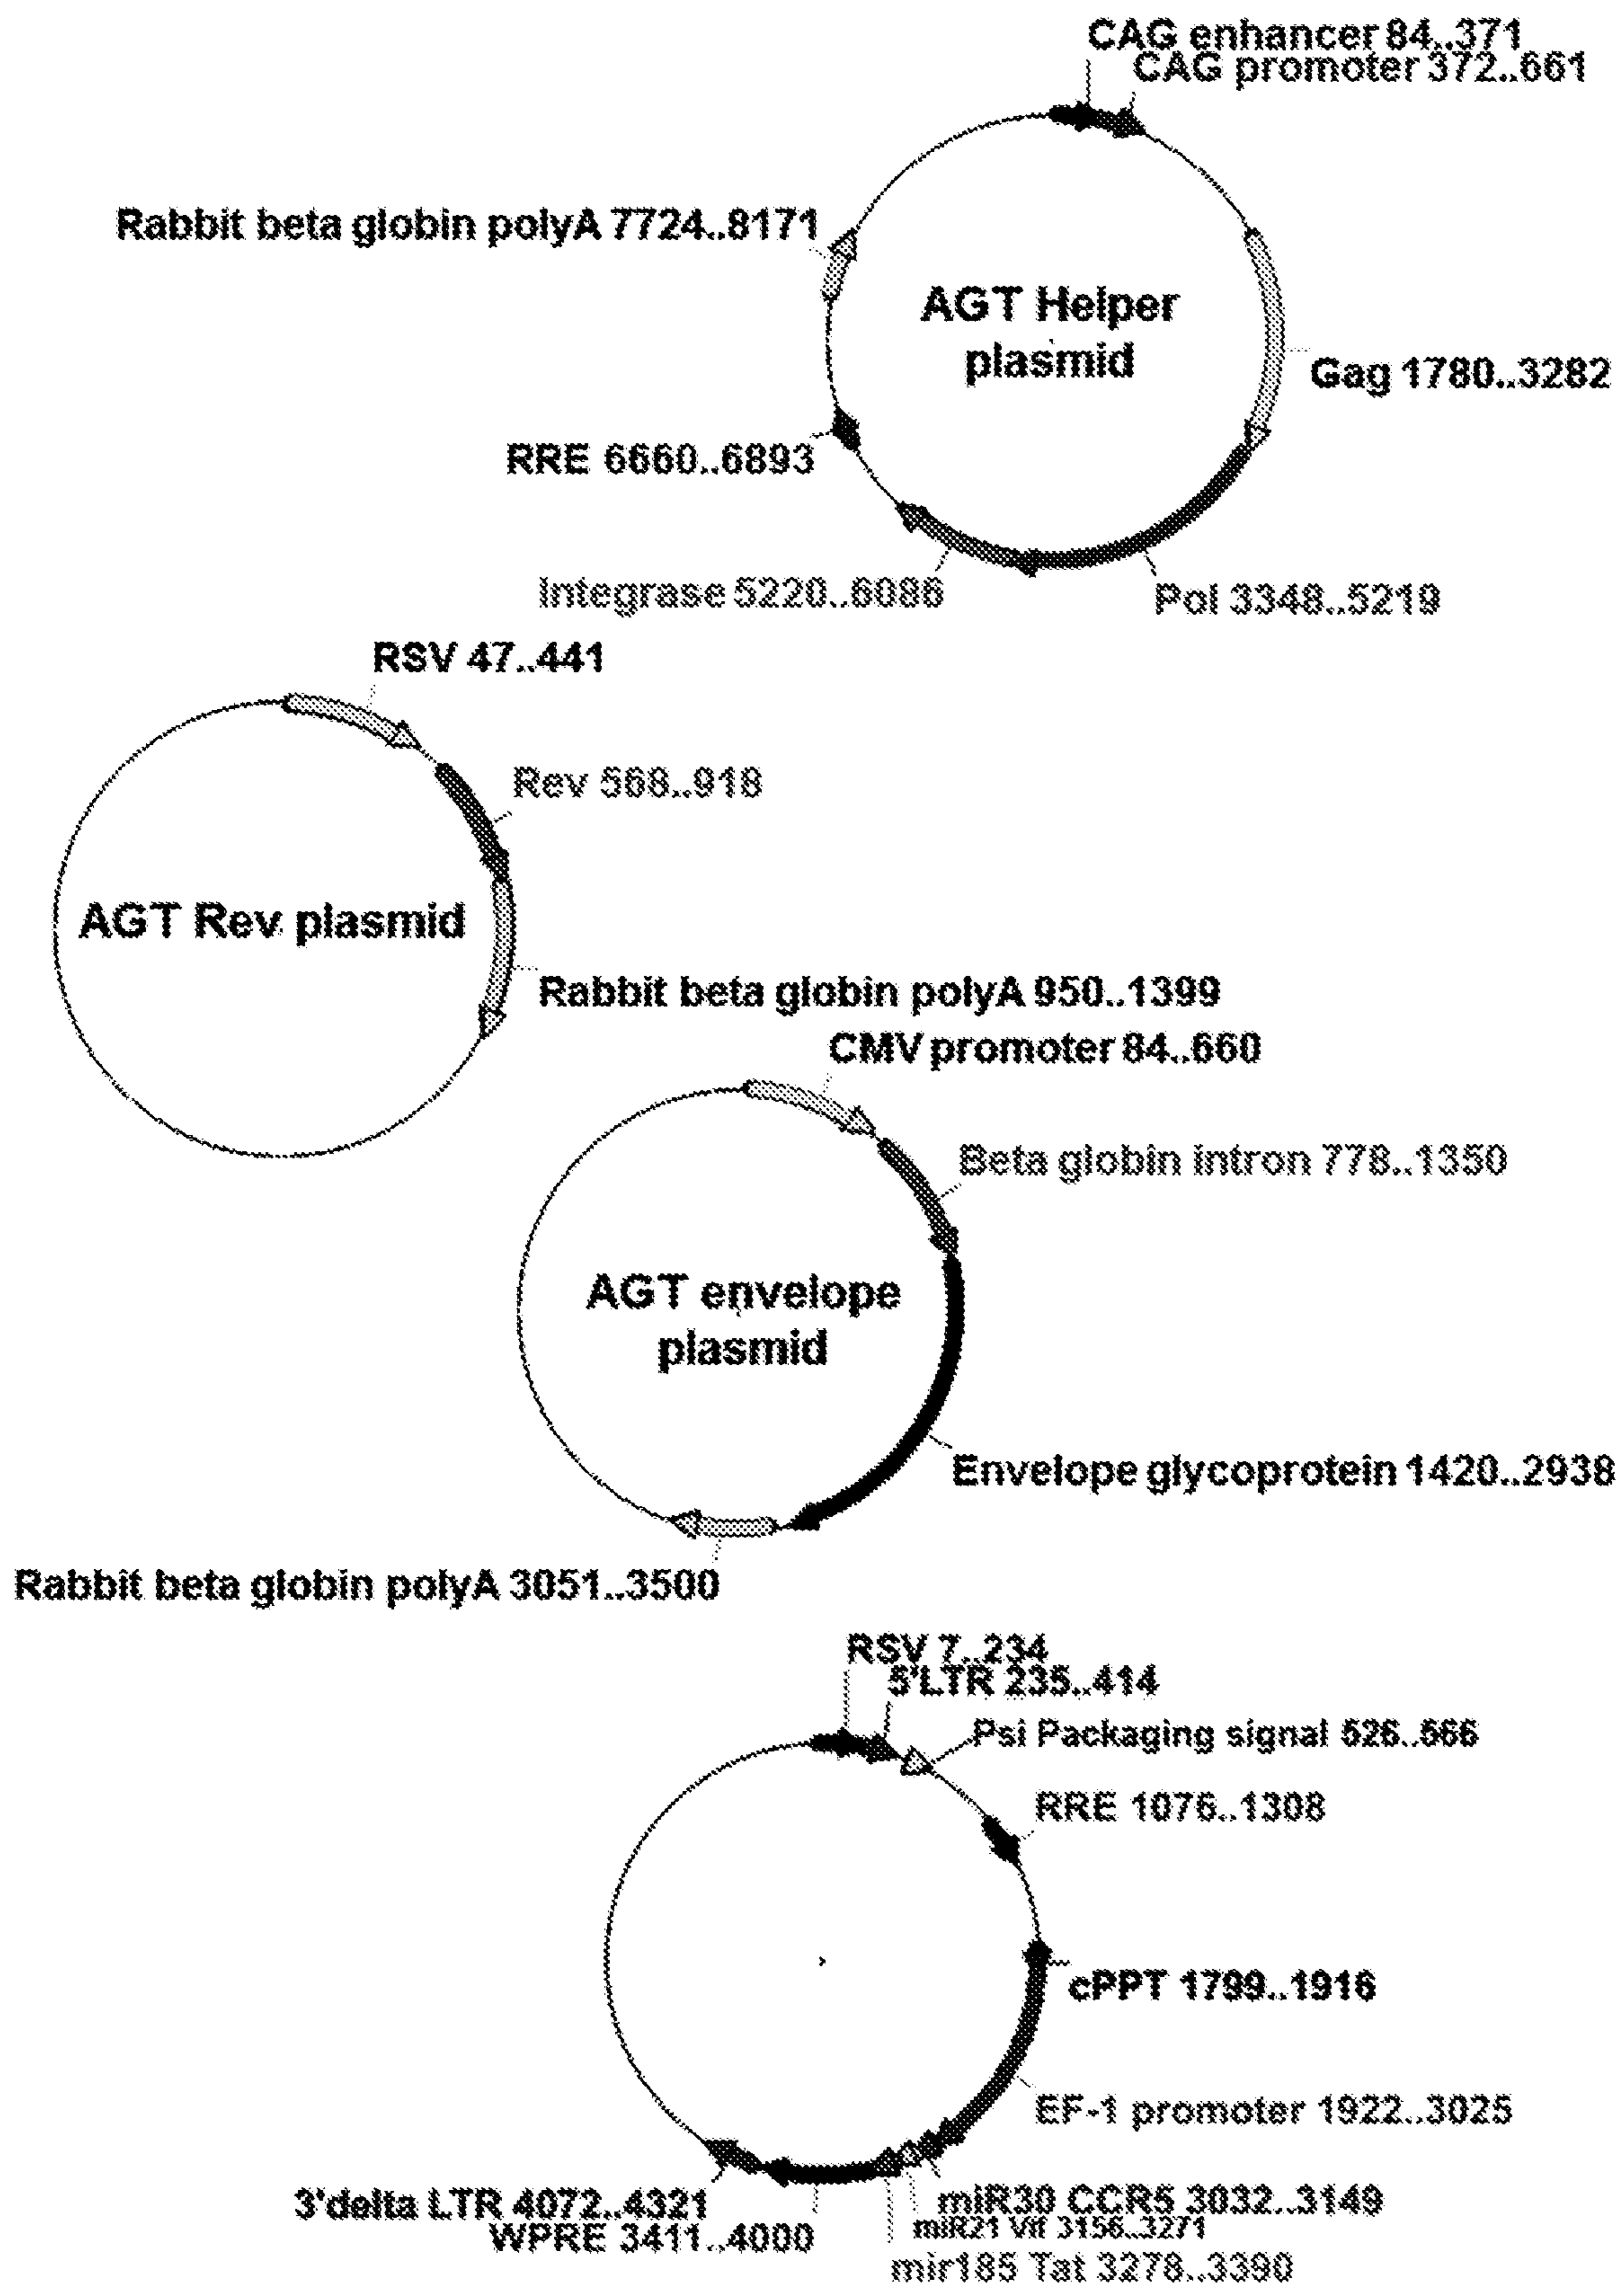 CAG enhancer 84..371
CAG promoter 372..661
Rabbit beta globin polyA 7724..8171
AGT Helper
plasmid
Gag 1780..3282
RRE 6660..6893
Integrase 5220..6086
Pol 3348..5219
RSV 47..441
Rev 568..918
AGT Rev plasmid
Rabbit beta globin polyA 950..1399
CMV promoter 84..660
Beta globin intron 778..1350
AGT envelope
plasmid
Envelope glycoprotein 1420..2938
Rabbit beta globin polyA 3051..3500
RSV 7..234
5'LTR 235..414
Psi Packaging signal 526..566
RRE 1076..1308
cPPT 1799..1916
EF-1 promoter 1922..3025
3'delta LTR 4072..4321
miR30 CCR5 3032..3149
WPRE 3411..4000
miR21 Vif 3156..3271
mir185 Tat 3278..3390